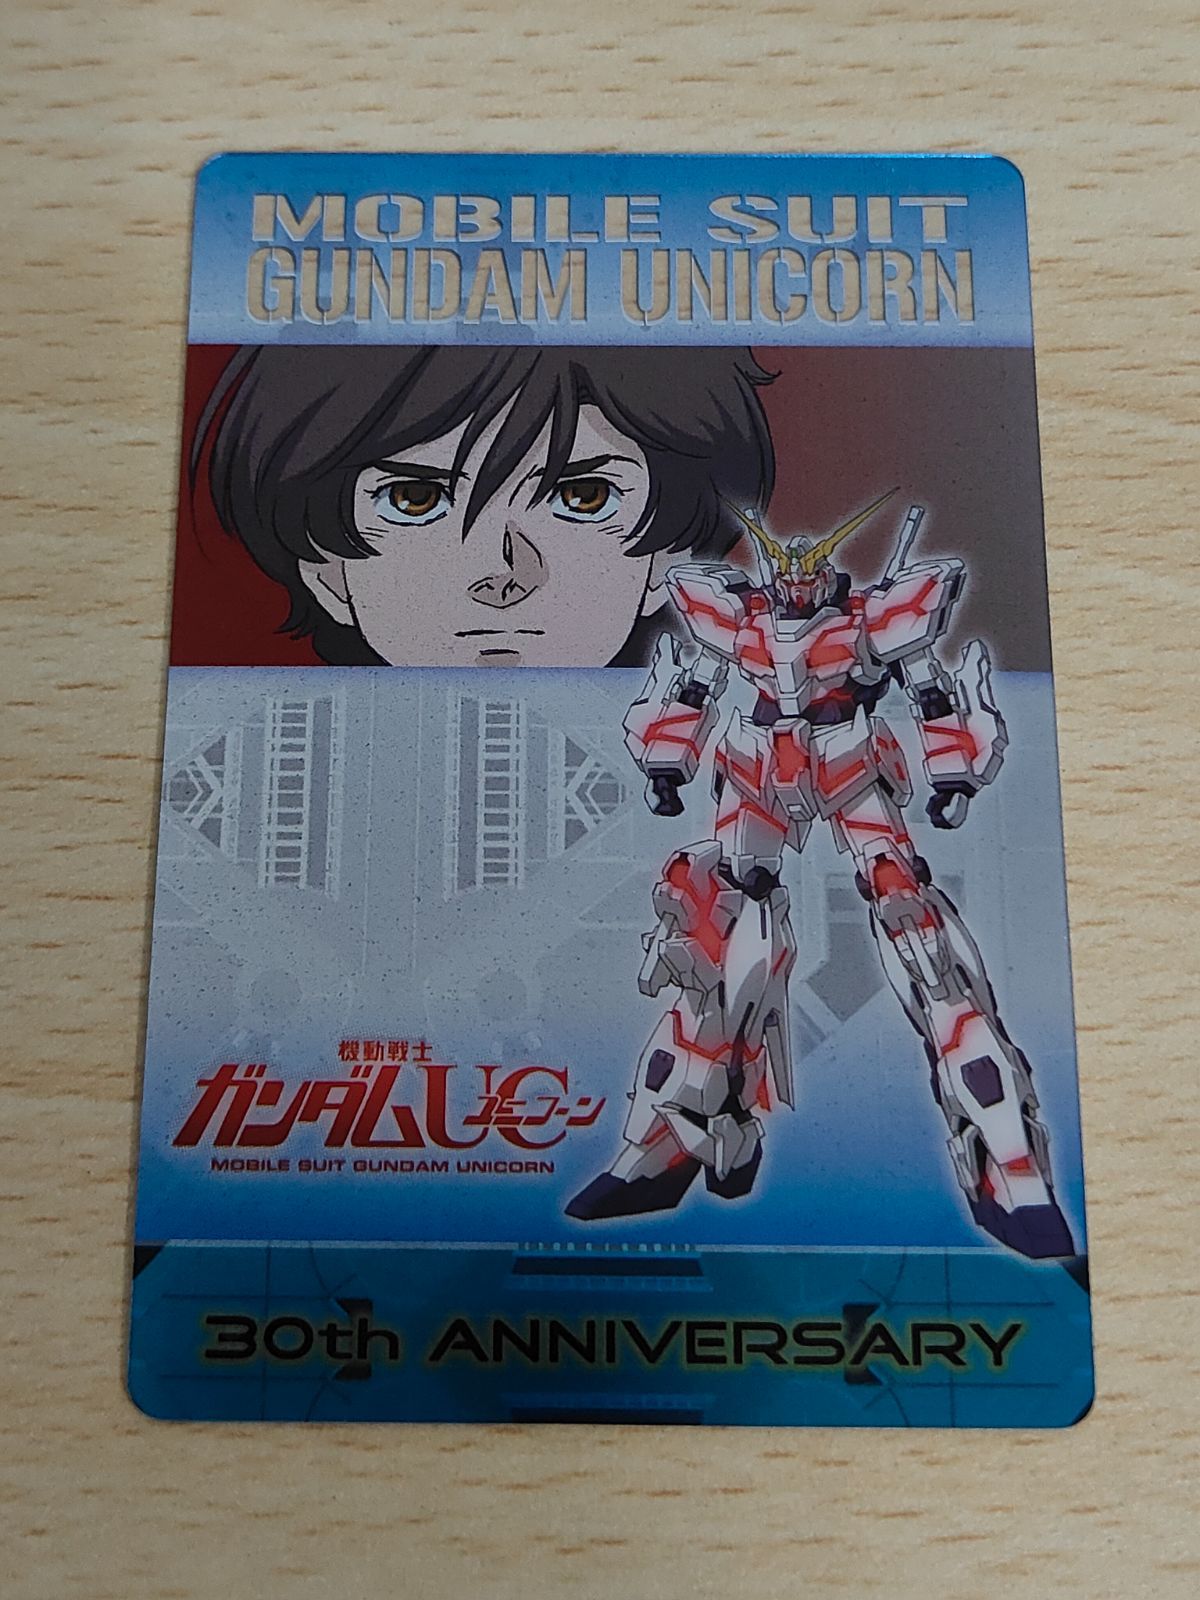 MOBILE SUIT
GUNDAM UNICORN
機動戦士
ガンダムUC
ユニコーン
MOBILE SUIT GUNDAM UNICORN
30th ANNIVERSARY